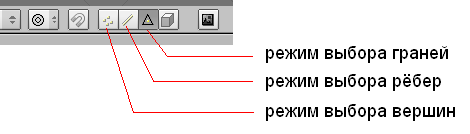 режим выбора граней
режим выбора рёбер
режим выбора вершин